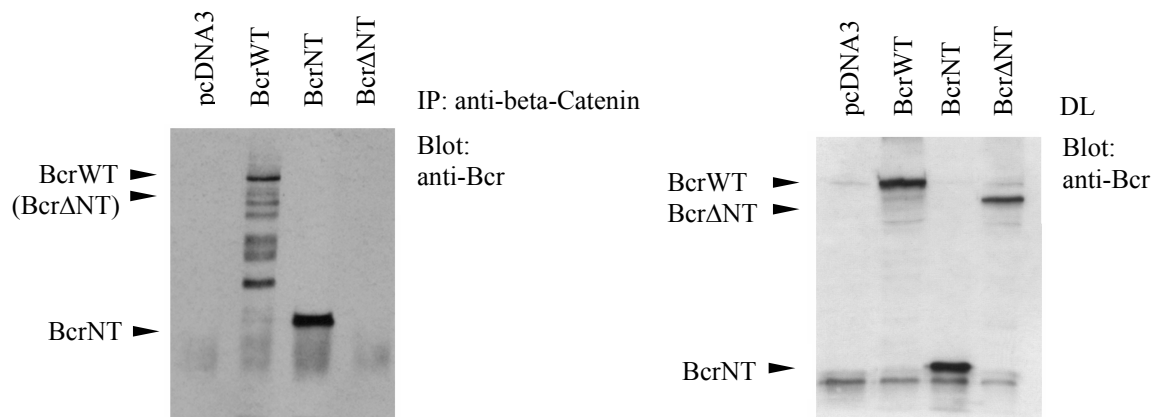 pcDNA3
BcrWT
BcrNT
BcrΔNT
IP: anti-beta-Catenin
Blot:
anti-Bcr
BcrWT
(BcrΔNT)
BcrNT
pcDNA3
BcrWT
BcrNT
BcrΔNT
DL
Blot:
anti-Bcr
BcrWT
BcrΔNT
BcrNT